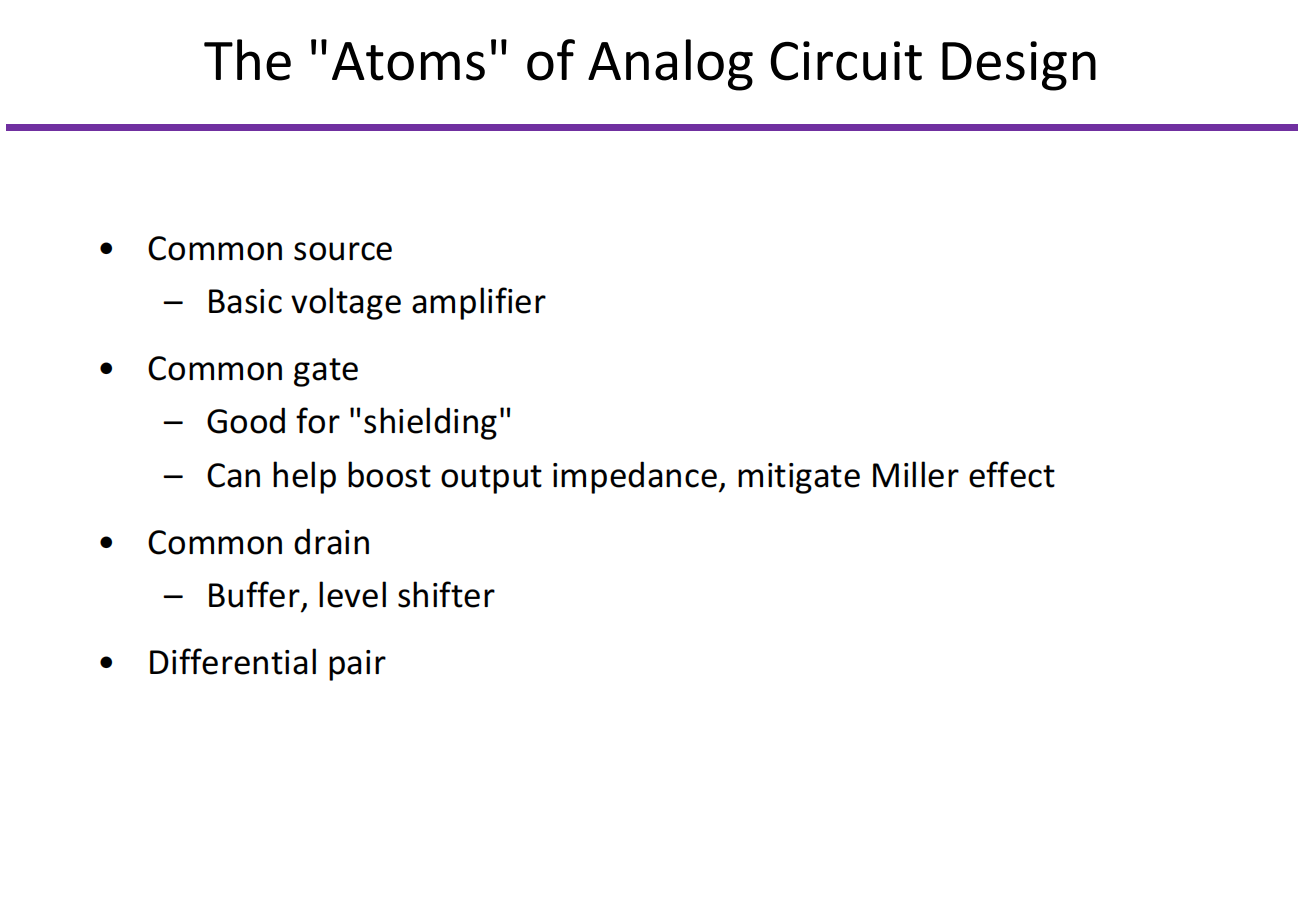 The "Atoms" of Analog Circuit Design
• Common source
– Basic voltage amplifier
• Common gate
– Good for "shielding"
– Can help boost output impedance, mitigate Miller effect
• Common drain
– Buffer, level shifter
• Differential pair